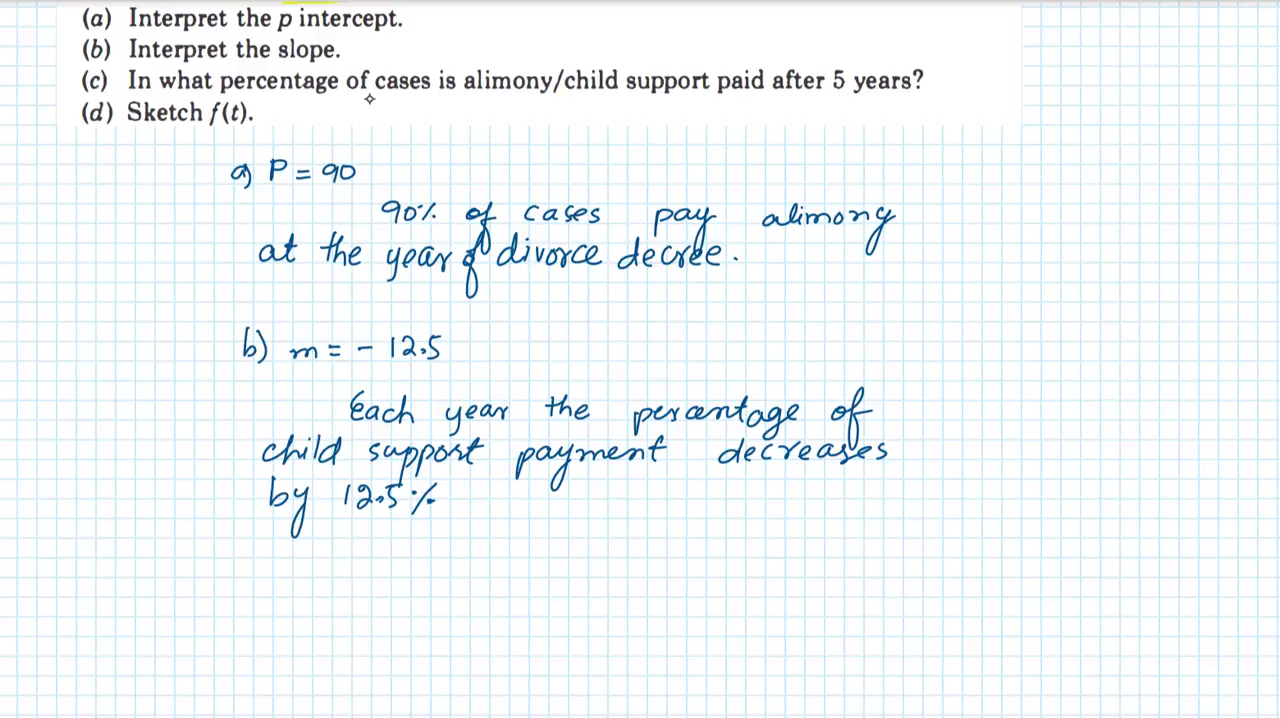 (a) Interpret the p intercept.
(b) Interpret the slope.
(c) In what percentage of cases is alimony/child support paid after 5 years?
(d) Sketch f(t).
a) P = 90
90% of cases pay alimony
at the year of divorce decree.
b) m = - 12.5
Each year the percentage of
child support payment decreases
by 12.5%